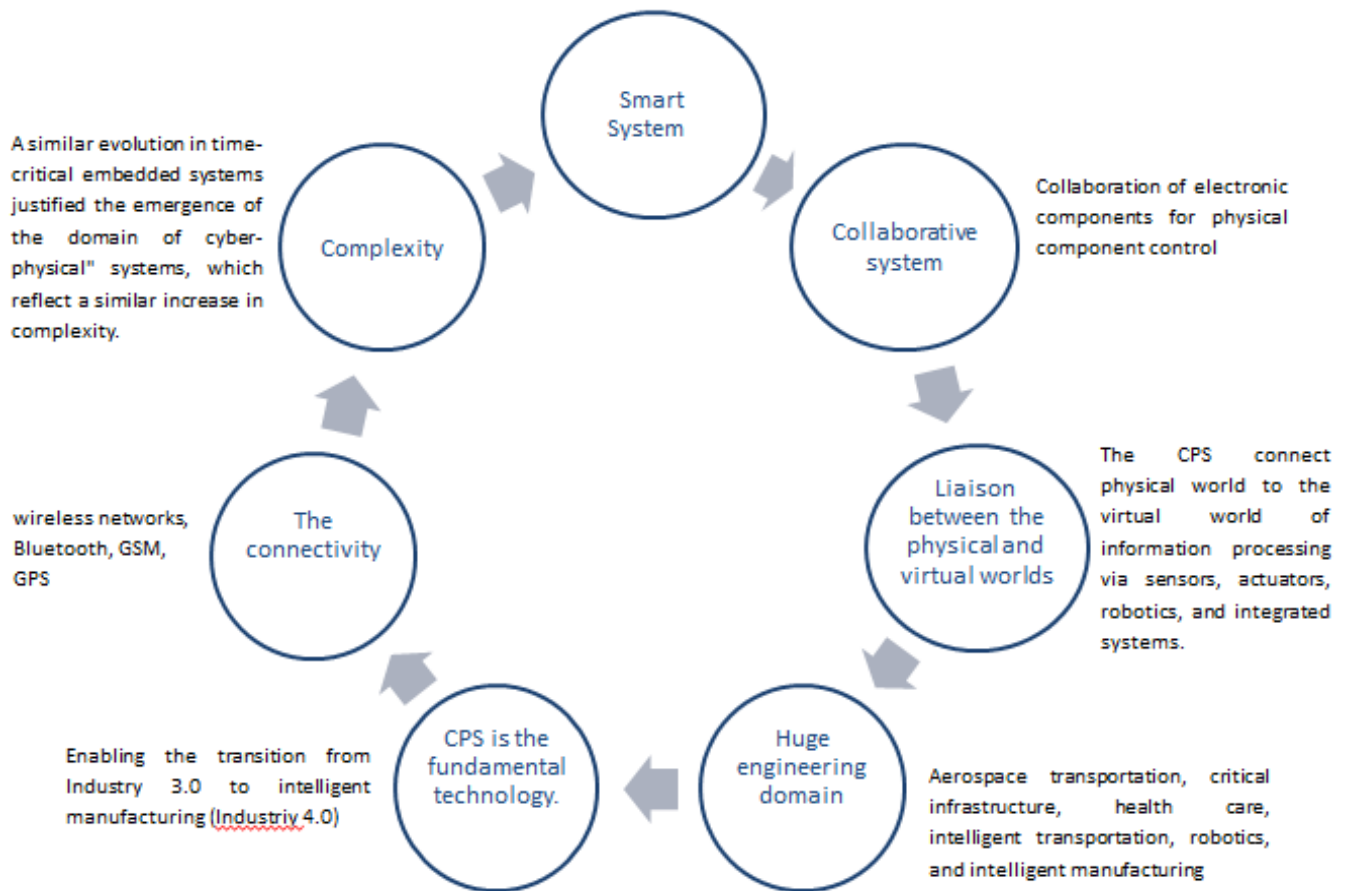 Smart
System
Collaborative
system
Collaboration of electronic
components for physical
component control
Liaison
between the
physical and
virtual worlds
The CPS connect
physical world to the
virtual world of
information processing
via sensors, actuators,
robotics, and integrated
systems.
Huge
engineering
domain
Aerospace transportation, critical
infrastructure, health care,
intelligent transportation, robotics,
and intelligent manufacturing
CPS is the
fundamental
technology.
Enabling the transition from
Industry 3.0 to intelligent
manufacturing (Industriy 4.0)
The
connectivity
wireless networks,
Bluetooth, GSM,
GPS
Complexity
A similar evolution in time-
critical embedded systems
justified the emergence of
the domain of cyber-
physical" systems, which
reflect a similar increase in
complexity.